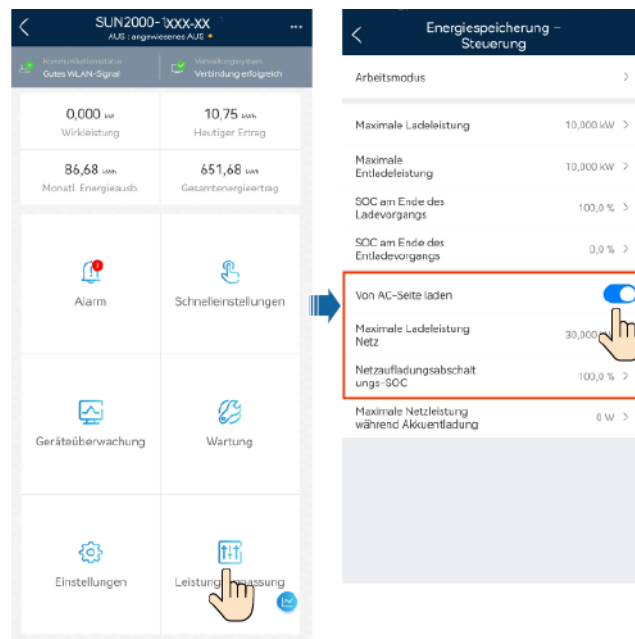 SUN2000-1XXX-XX
AUS : angewiesenes AUS
Kommunikationsstatus
Gutes WLAN-Signal
Verwaltungssystem
Verbindung erfolgreich
0,000 kW
Wirkleistung
10,75 kWh
Heutiger Ertrag
86,68 kWh
Monatl. Energieausb.
651,68 kWh
Gesamtenergieertrag
Alarm
Schnelleinstellungen
Geräteüberwachung
Wartung
Einstellungen
Energiespeicherung –
Steuerung
Arbeitsmodus
Maximale Ladeleistung
10,000 kW
Maximale
Entladeleistung
10,000 kW
SOC am Ende des
Ladevorgangs
100,0 %
SOC am Ende des
Entladevorgangs
0,0 %
Von AC-Seite laden
Maximale Ladeleistung
Netz
30,000
Netzaufladungsabschalt
ungs-SOC
100,0 %
Maximale Netzleistung
während Akkuentladung
0 W